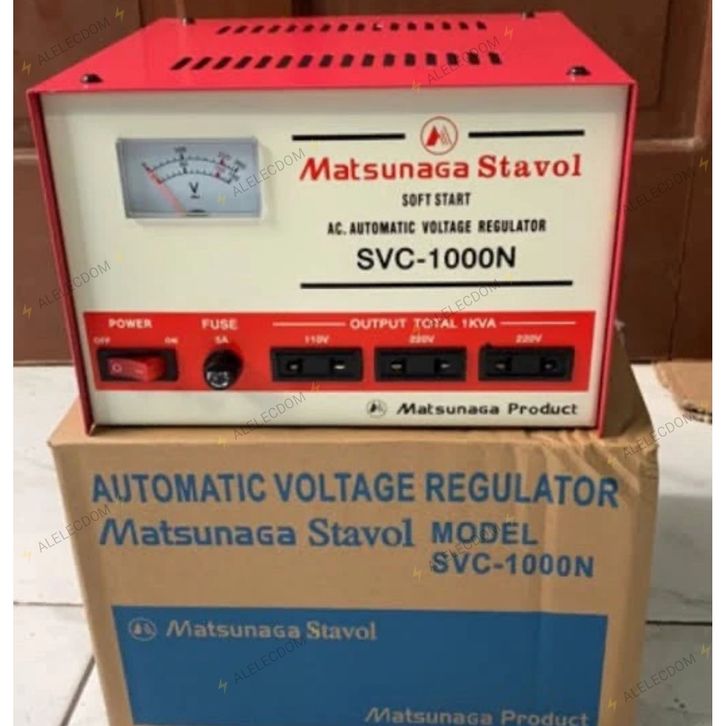 Matsunaga Stavol
SOFT START
AC. AUTOMATIC VOLTAGE REGULATOR
SVC-1000N
V
POWER
OFF
ON
FUSE
5A
OUTPUT TOTAL 1KVA
110V
220V
220V
Matsunaga Product
AUTOMATIC VOLTAGE REGULATOR
Matsunaga Stavol MODEL
SVC-1000N
Matsunaga Stavol
Matsunaga Product
ALELECDOM